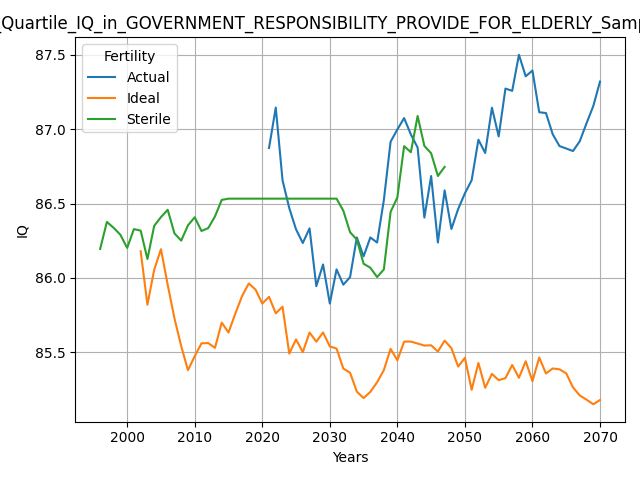 _Quartile_IQ_in_GOVERNMENT_RESPONSIBILITY_PROVIDE_FOR_ELDERLY_Sam
Fertility
Actual
Ideal
Sterile
87.5
87.0
86.5
86.0
85.5
IQ
2000 2010 2020 2030 2040 2050 2060 2070
Years